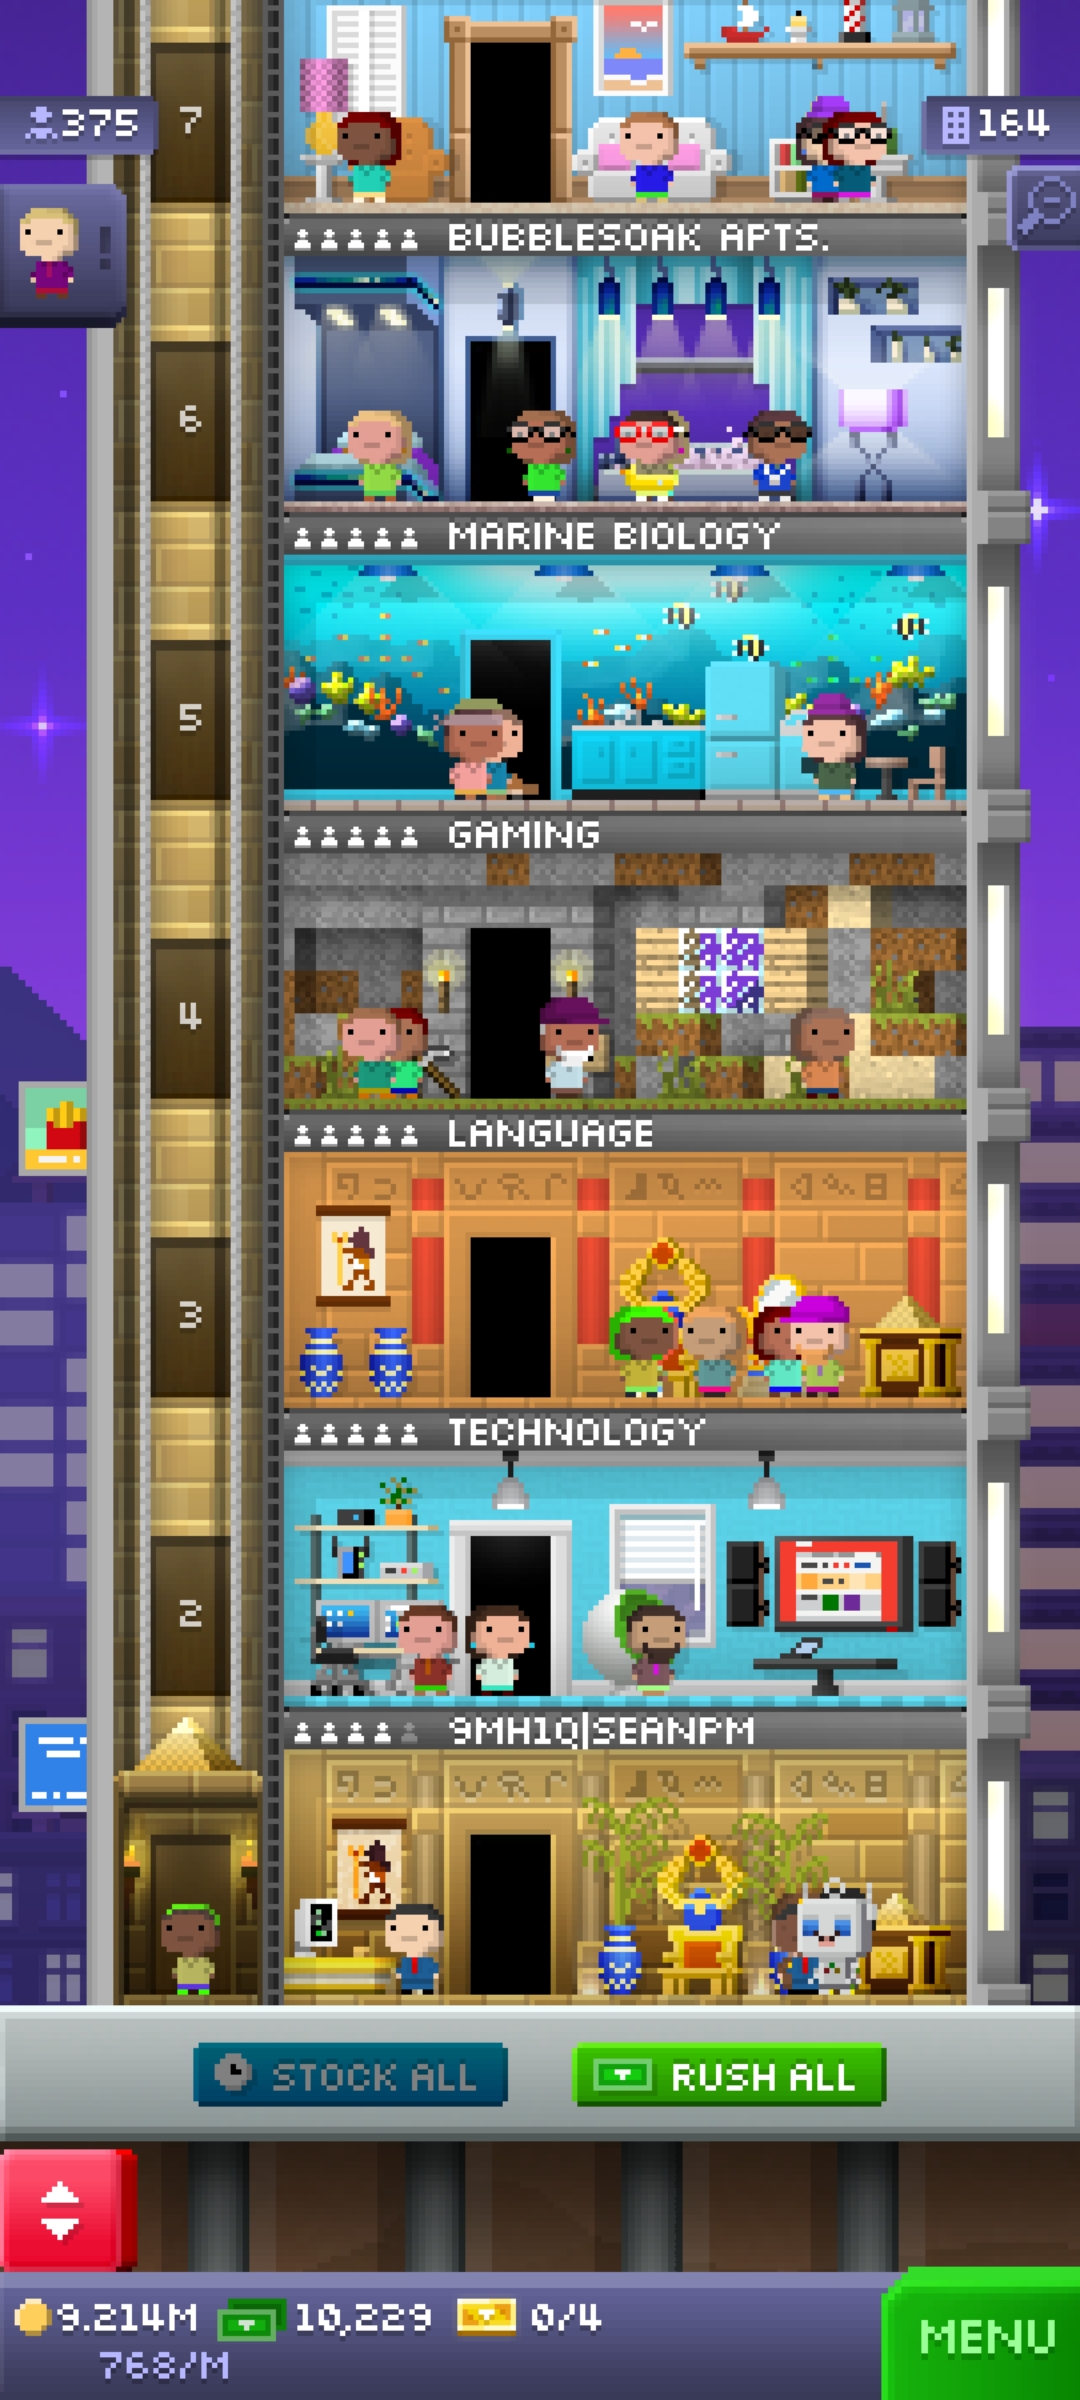 375
7
164
BUBBLESOAK APTS.
6
MARINE BIOLOGY
5
GAMING
4
LANGUAGE
3
TECHNOLOGY
2
9MH1Q|SEANPM
STOCK ALL
RUSH ALL
9.214M
10,229
0/4
768/M
MENU